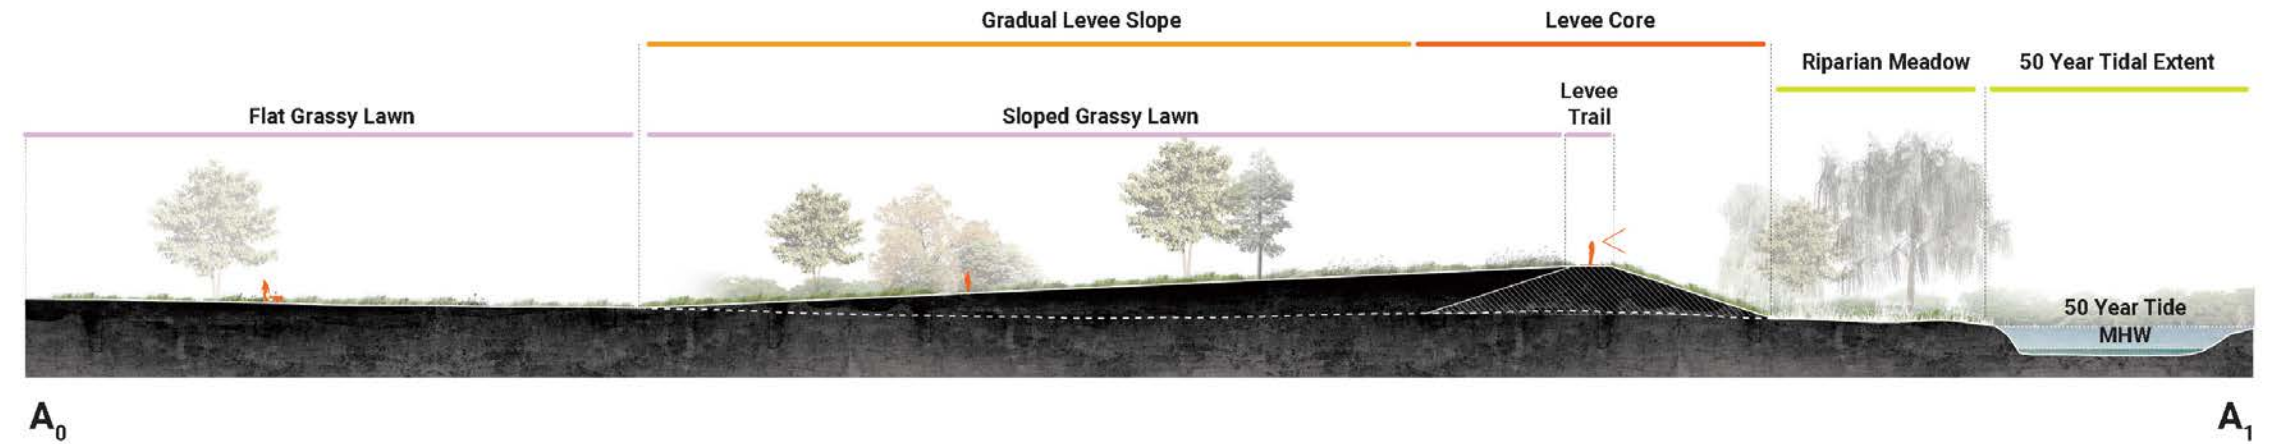 Gradual Levee Slope
Levee Core
Riparian Meadow
50 Year Tidal Extent
Flat Grassy Lawn
Sloped Grassy Lawn
Levee
Trail
50 Year Tide
MHW
A0
A1